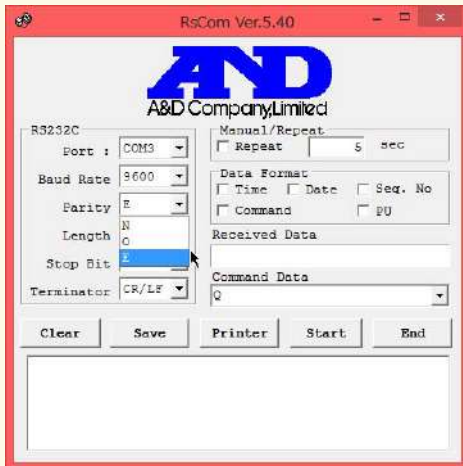 RsCom Ver.5.40
AND
A&D Company,Limited
RS232C
Port : COM3
Baud Rate 9600
Parity E
N
O
E
Length
Stop Bit
Terminator CR/LF
Manual/Repeat
Repeat 5 sec
Data Format
Time Date Seq. No
Command PU
Received Data
Command Data
Q
Clear Save Printer Start End